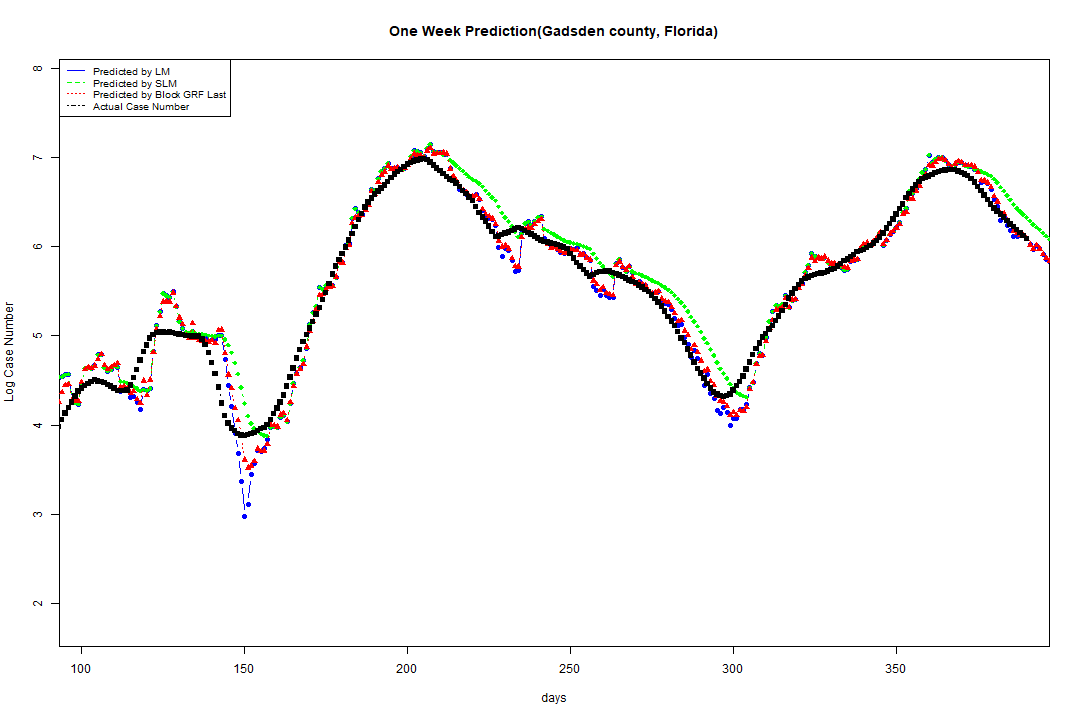 One Week Prediction(Gadsden county, Florida)
Predicted by LM
Predicted by SLM
Predicted by Block GRF Last
Actual Case Number
Log Case Number
8
7
6
5
4
3
2
100 150 200 250 300 350
days